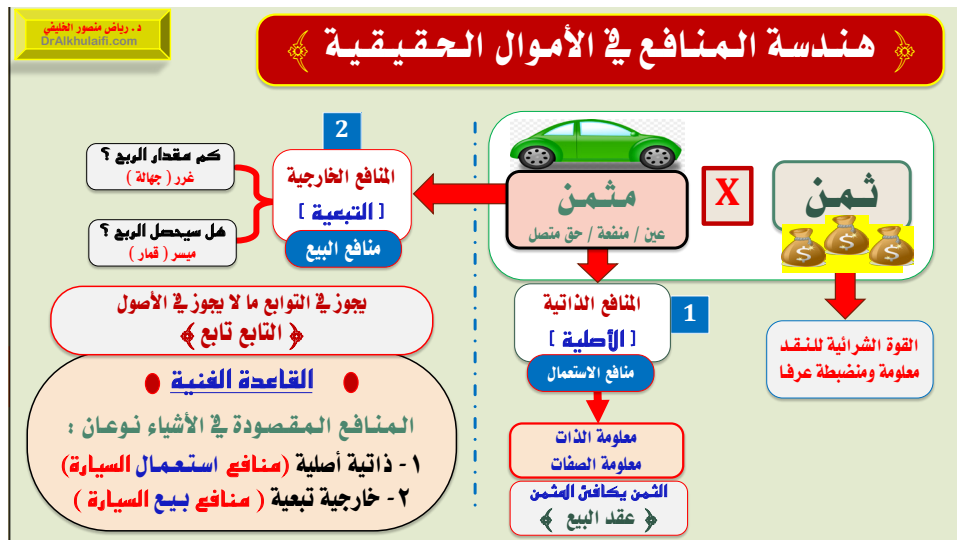 د . رياض منصور الخليفي
DrAlkhulaifi.com
﴿ هندسة المنافع في الأموال الحقيقية ﴾
ثمن
X
مثمن
عين / منفعة / حق متصل
$ $ $
القوة الشرائية للنقد
معلومة ومنضبطة عرفا
1
المنافع الذاتية
[ الأصلية ]
منافع الاستعمال
معلومة الذات
معلومة الصفات
الثمن يكافئ المثمن
﴿ عقد البيع ﴾
2
المنافع الخارجية
[ التبعية ]
منافع البيع
كم مقدار الربح ؟
غرر ( جهالة )
هل سيحصل الربح ؟
ميسر ( قمار )
يجوز في التوابع ما لا يجوز في الأصول
﴿ التابع تابع ﴾
القاعدة الفنية
المنافع المقصودة في الأشياء نوعان :
١- ذاتية أصلية (منافع استعمال السيارة)
٢- خارجية تبعية ( منافع بيع السيارة )